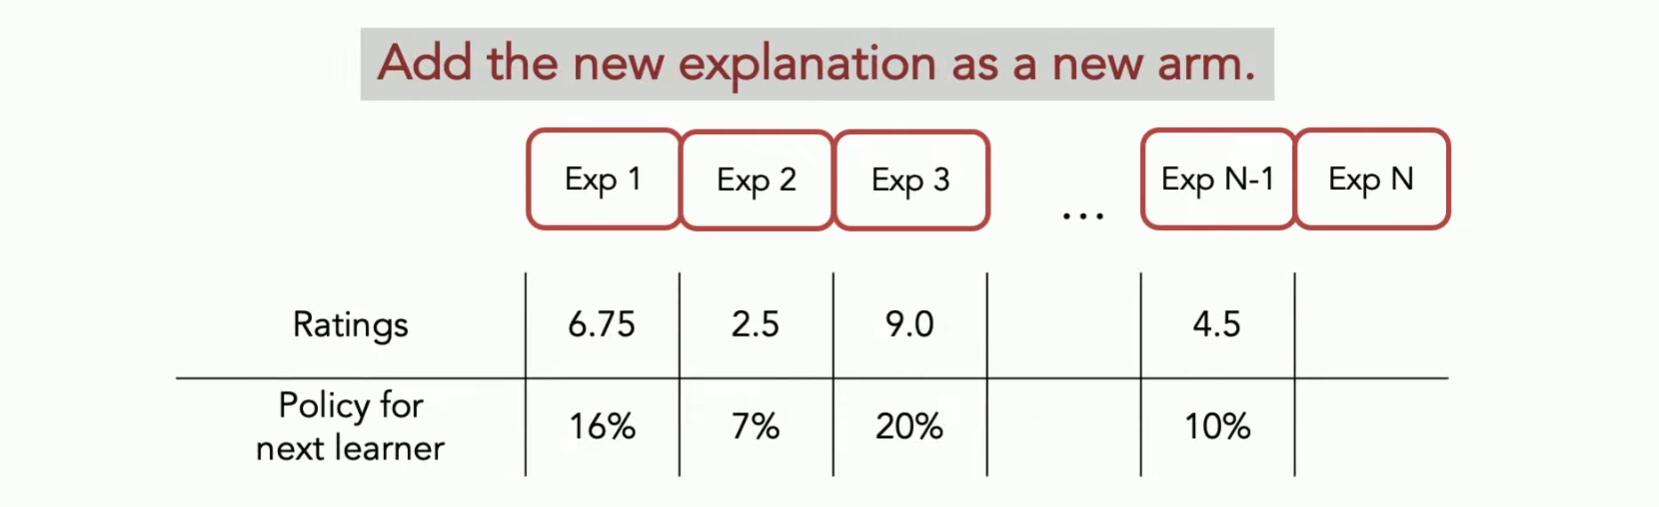 Add the new explanation as a new arm.
Exp 1 Exp 2 Exp 3 ... Exp N-1 Exp N
Ratings 6.75 2.5 9.0 4.5
Policy for
next learner 16% 7% 20% 10%